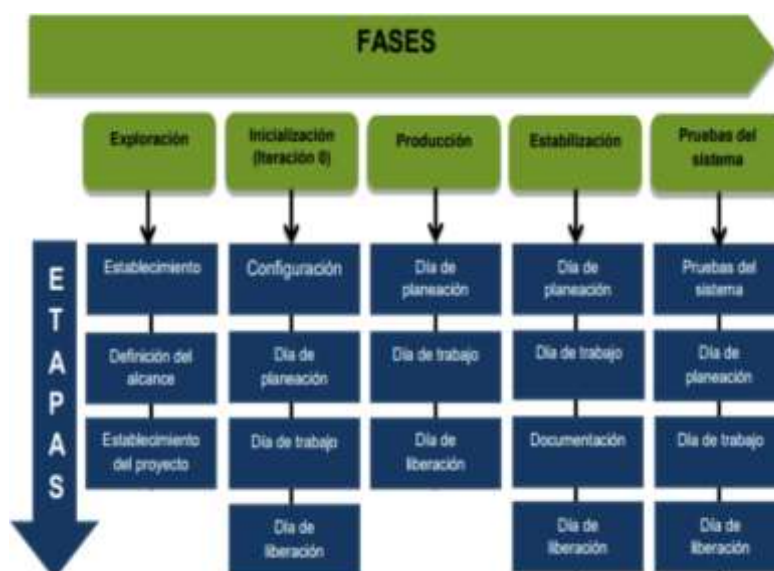 FASES
Exploración
Inicialización
(Iteración 0)
Producción
Estabilización
Pruebas del
sistema
ETAPAS
Establecimiento
Configuración
Día de
planeación
Día de
planeación
Pruebas del
sistema
Definición del
alcance
Día de
planeación
Día de trabajo
Día de trabajo
Día de
planeación
Establecimiento
del proyecto
Día de trabajo
Día de
liberación
Documentación
Día de trabajo
Día de
liberación
Día de
liberación
Día de
liberación